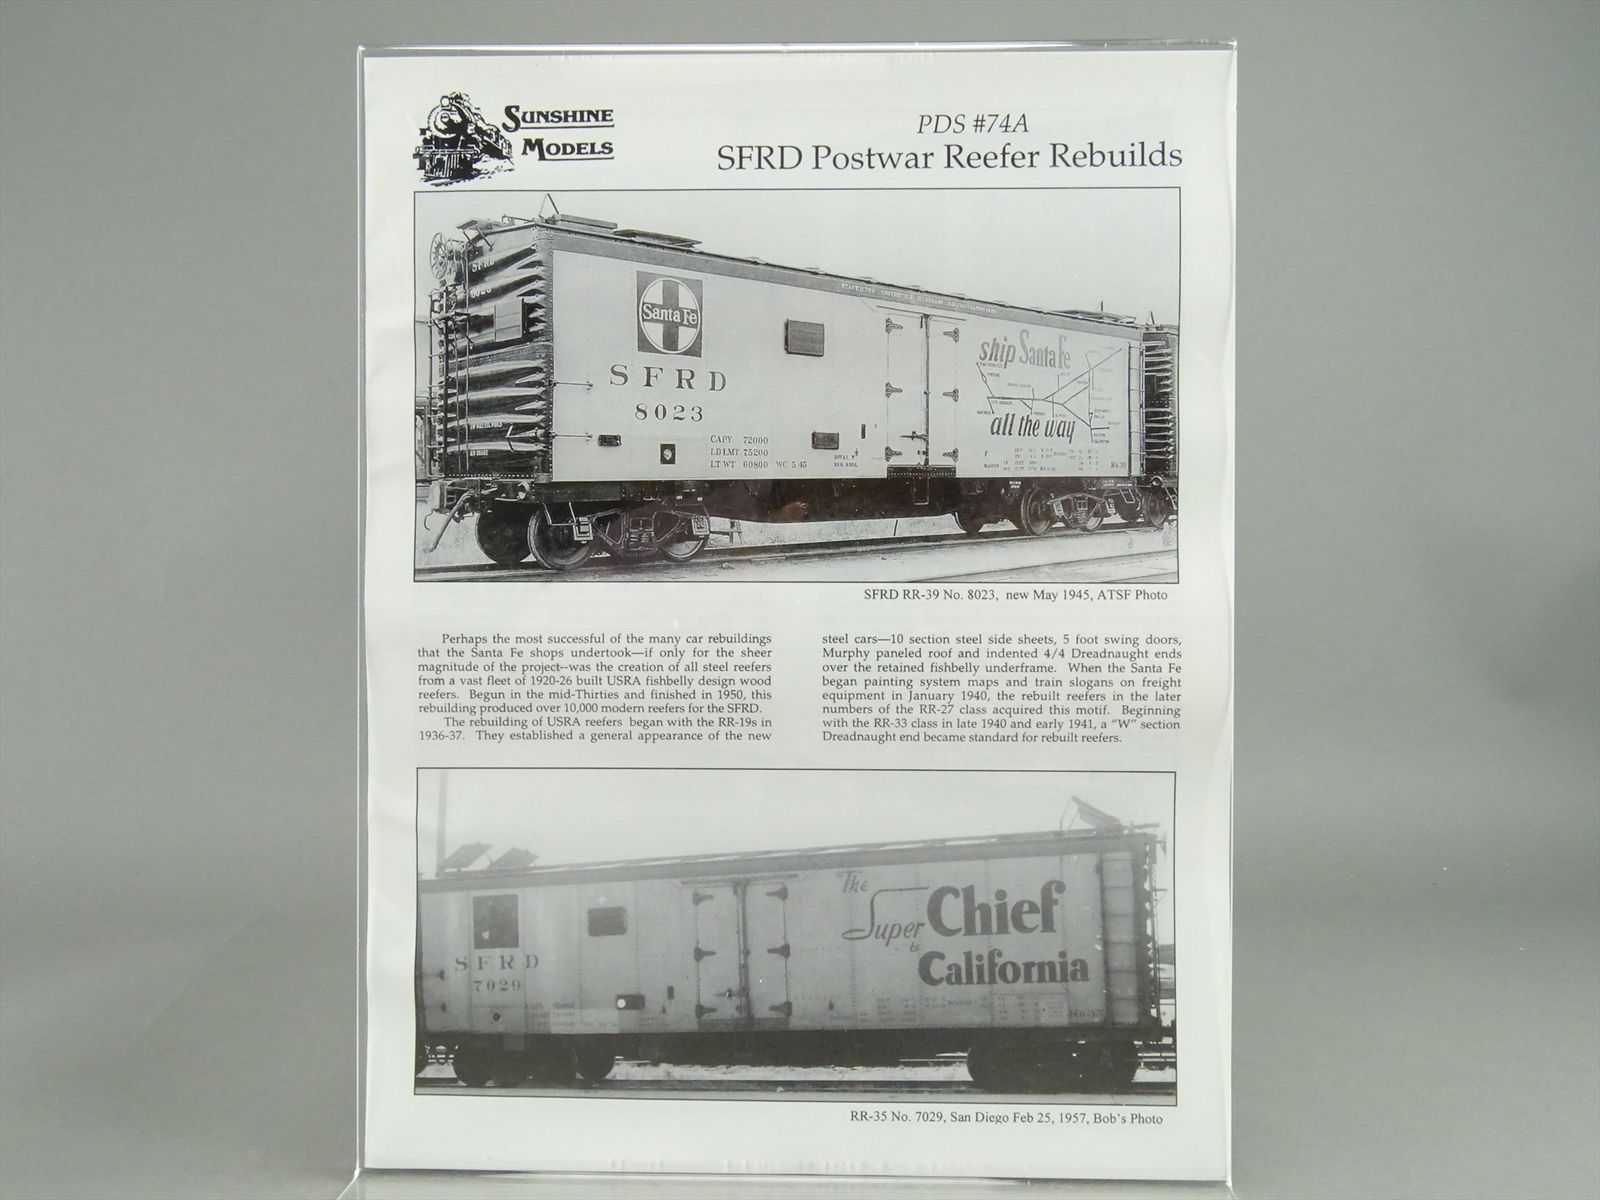 SUNSHINE
MODELS
PDS #74A
SFRD Postwar Reefer Rebuilds
SFRD
Santa Fe
SFRD
8023
CAPY 72000
LD LMT 75200
LT WT 60800 WC 5 45
ship Santa Fe
all the way
SFRD RR-39 No. 8023, new May 1945, ATSF Photo
Perhaps the most successful of the many car rebuildings
that the Santa Fe shops undertook—if only for the sheer
magnitude of the project--was the creation of all steel reefers
from a vast fleet of 1920-26 built USRA fishbelly design wood
reefers. Begun in the mid-Thirties and finished in 1950, this
rebuilding produced over 10,000 modern reefers for the SFRD.
The rebuilding of USRA reefers began with the RR-19s in
1936-37. They established a general appearance of the new
steel cars—10 section steel side sheets, 5 foot swing doors,
Murphy paneled roof and indented 4/4 Dreadnaught ends
over the retained fishbelly underframe. When the Santa Fe
began painting system maps and train slogans on freight
equipment in January 1940, the rebuilt reefers in the later
numbers of the RR-27 class acquired this motif. Beginning
with the RR-33 class in late 1940 and early 1941, a "W" section
Dreadnaught end became standard for rebuilt reefers.
SFRD
7029
The
Super Chief
to
California
RR-35 No. 7029, San Diego Feb 25, 1957, Bob's Photo